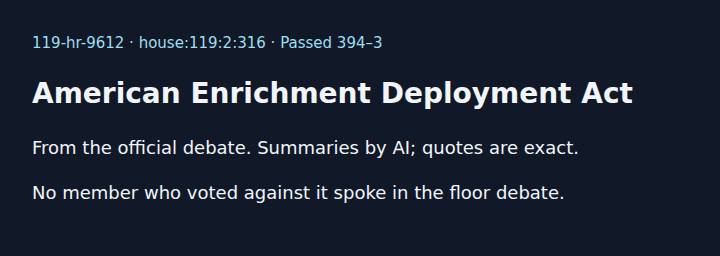 119-hr-9612 · house:119:2:316 · Passed 394–3
American Enrichment Deployment Act
From the official debate. Summaries by AI; quotes are exact.
No member who voted against it spoke in the floor debate.